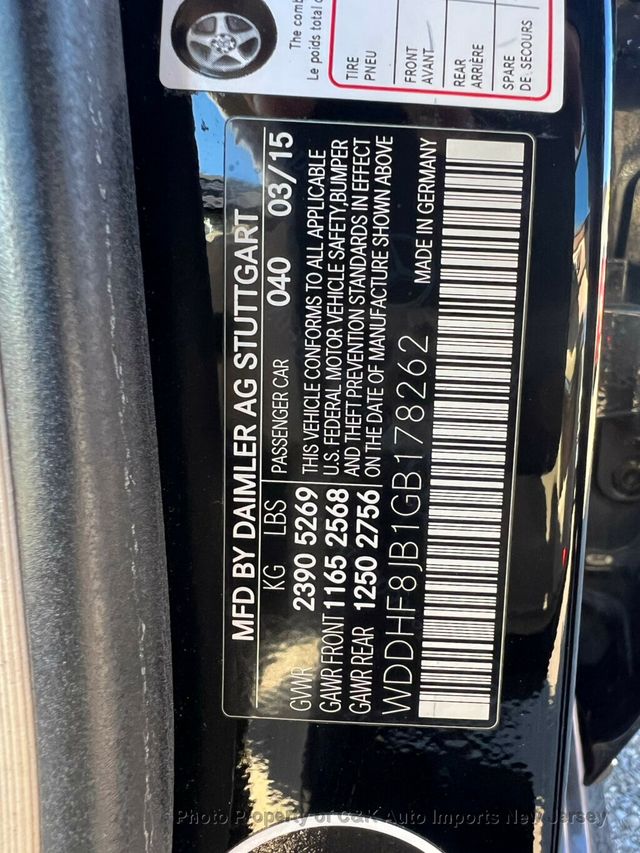 The comb
Le poids total c
TIRE
PNEU
FRONT
AVANT
REAR
ARRIÈRE
SPARE
DE SECOURS
MFD BY DAIMLER AG STUTTGART
KG LBS PASSENGER CAR 040 03/15
GVWR 2390 5269
GAWR FRONT 1165 2568
GAWR REAR 1250 2756
THIS VEHICLE CONFORMS TO ALL APPLICABLE
U.S. FEDERAL MOTOR VEHICLE SAFETY,BUMPER
AND THEFT PREVENTION STANDARDS IN EFFECT
ON THE DATE OF MANUFACTURE SHOWN ABOVE
WDDHF8JB1GB178262 MADE IN GERMANY
Photo Property of C&K Auto Imports New Jersey